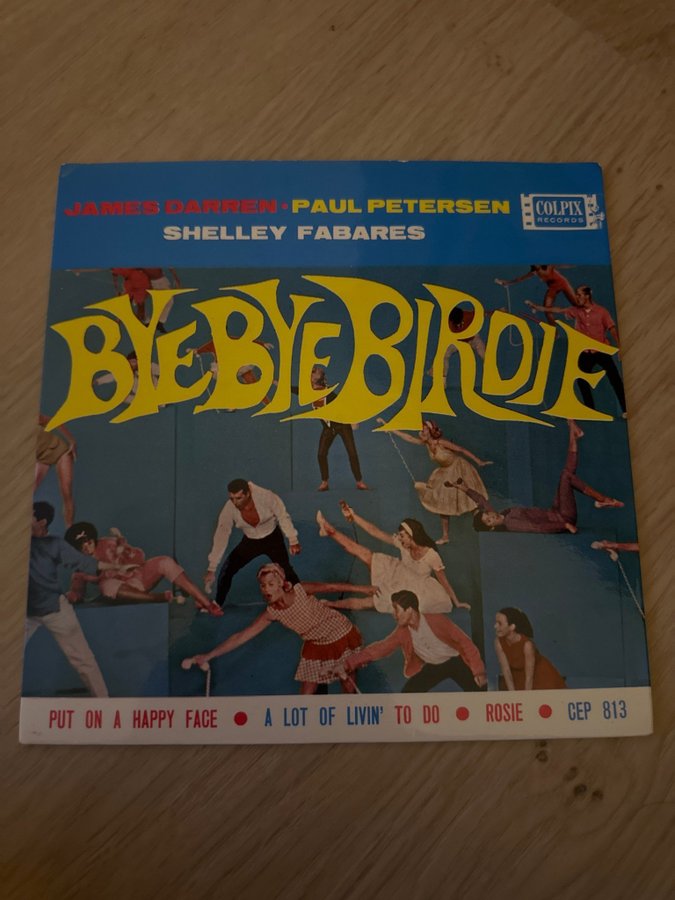 JAMES DARREN • PAUL PETERSEN
SHELLEY FABARES
COLPIX
RECORDS
BYE BYE BIRDIE
PUT ON A HAPPY FACE • A LOT OF LIVIN' TO DO • ROSIE • CEP 813